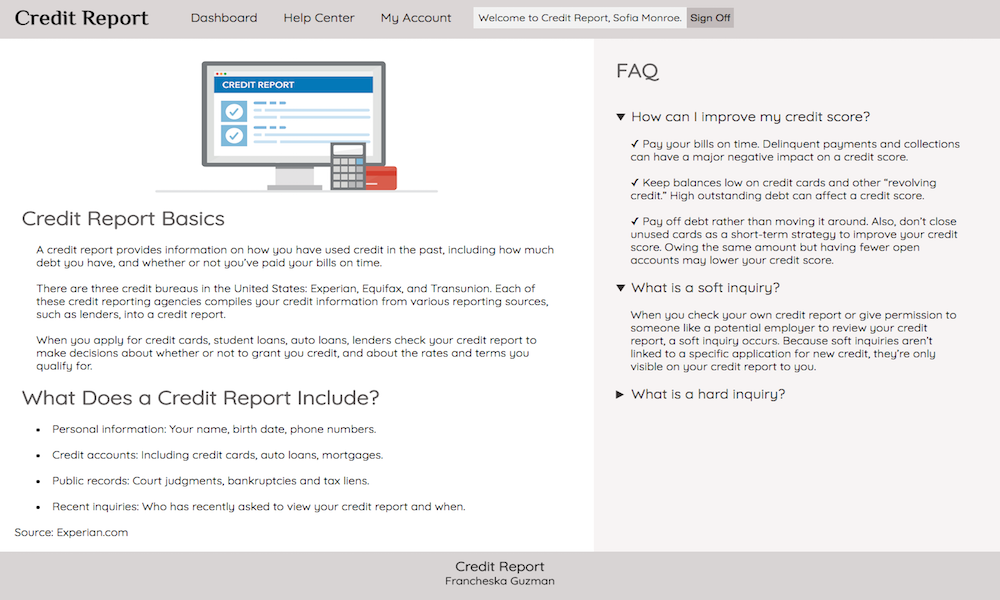 Credit Report
Dashboard
Help Center
My Account
Welcome to Credit Report, Sofia Monroe.
Sign Off
CREDIT REPORT
Credit Report Basics
A credit report provides information on how you have used credit in the past, including how much
debt you have, and whether or not you’ve paid your bills on time.
There are three credit bureaus in the United States: Experian, Equifax, and Transunion. Each of
these credit reporting agencies compiles your credit information from various reporting sources,
such as lenders, into a credit report.
When you apply for credit cards, student loans, auto loans, lenders check your credit report to
make decisions about whether or not to grant you credit, and about the rates and terms you
qualify for.
What Does a Credit Report Include?
• Personal information: Your name, birth date, phone numbers.
• Credit accounts: Including credit cards, auto loans, mortgages.
• Public records: Court judgments, bankruptcies and tax liens.
• Recent inquiries: Who has recently asked to view your credit report and when.
Source: Experian.com
FAQ
▼ How can I improve my credit score?
✓ Pay your bills on time. Delinquent payments and collections
can have a major negative impact on a credit score.
✓ Keep balances low on credit cards and other “revolving
credit.” High outstanding debt can affect a credit score.
✓ Pay off debt rather than moving it around. Also, don’t close
unused cards as a short-term strategy to improve your credit
score. Owing the same amount but having fewer open
accounts may lower your credit score.
▼ What is a soft inquiry?
When you check your own credit report or give permission to
someone like a potential employer to review your credit
report, a soft inquiry occurs. Because soft inquiries aren’t
linked to a specific application for new credit, they’re only
visible on your credit report to you.
▶ What is a hard inquiry?
Credit Report
Francheska Guzman